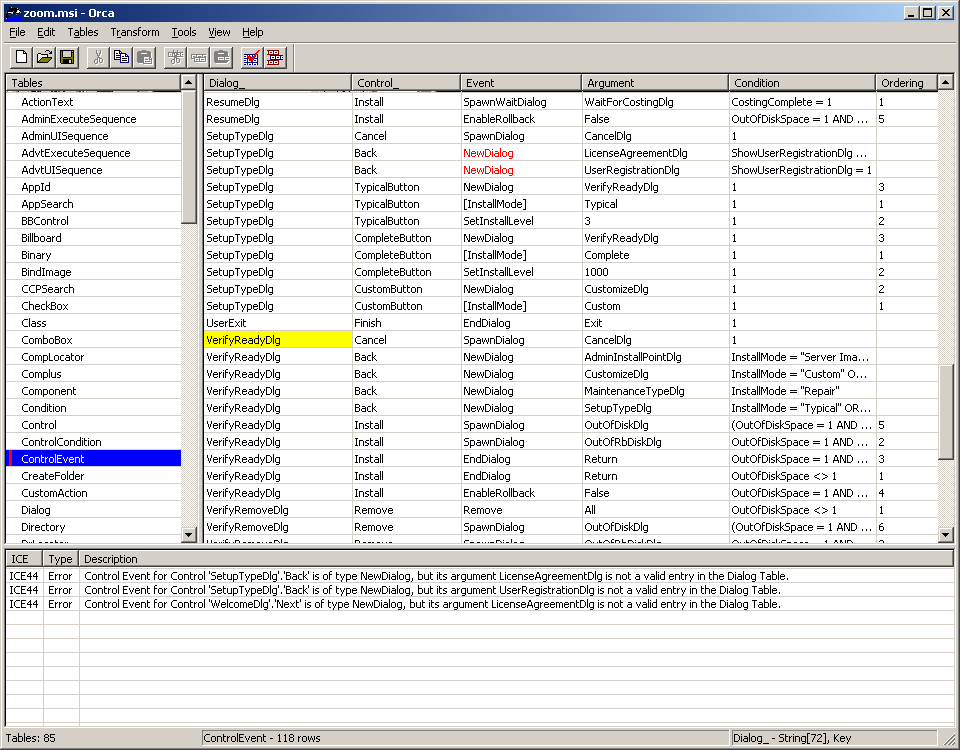 zoom.msi - Orca
File Edit Tables Transform Tools View Help
Tables Dialog_ Control_ Event Argument Condition Ordering
ActionText ResumeDlg Install SpawnWaitDialog WaitForCostingDlg CostingComplete = 1 1
AdminExecuteSequence ResumeDlg Install EnableRollback False OutOfDiskSpace = 1 AND ... 5
AdminUISequence SetupTypeDlg Cancel SpawnDialog CancelDlg 1
AdvtExecuteSequence SetupTypeDlg Back NewDialog LicenseAgreementDlg ShowUserRegistrationDlg ...
AdvtUISequence SetupTypeDlg Back NewDialog UserRegistrationDlg ShowUserRegistrationDlg = 1
AppId SetupTypeDlg TypicalButton NewDialog VerifyReadyDlg 1 3
AppSearch SetupTypeDlg TypicalButton [InstallMode] Typical 1 1
BBControl SetupTypeDlg TypicalButton SetInstallLevel 3 1 2
Billboard SetupTypeDlg CompleteButton NewDialog VerifyReadyDlg 1 3
Binary SetupTypeDlg CompleteButton [InstallMode] Complete 1 1
BindImage SetupTypeDlg CompleteButton SetInstallLevel 1000 1 2
CCPSearch SetupTypeDlg CustomButton NewDialog CustomizeDlg 1 2
CheckBox SetupTypeDlg CustomButton [InstallMode] Custom 1 1
Class UserExit Finish EndDialog Exit 1
ComboBox VerifyReadyDlg Cancel SpawnDialog CancelDlg 1
CompLocator VerifyReadyDlg Back NewDialog AdminInstallPointDlg InstallMode = "Server Ima...
Complus VerifyReadyDlg Back NewDialog CustomizeDlg InstallMode = "Custom" O...
Component VerifyReadyDlg Back NewDialog MaintenanceTypeDlg InstallMode = "Repair"
Condition VerifyReadyDlg Back NewDialog SetupTypeDlg InstallMode = "Typical" OR...
Control VerifyReadyDlg Install SpawnDialog OutOfDiskDlg (OutOfDiskSpace = 1 AND ... 5
ControlCondition VerifyReadyDlg Install SpawnDialog OutOfRbDiskDlg OutOfDiskSpace = 1 AND ... 2
ControlEvent VerifyReadyDlg Install EndDialog Return OutOfDiskSpace = 1 AND ... 3
CreateFolder VerifyReadyDlg Install EndDialog Return OutOfDiskSpace <> 1 1
CustomAction VerifyReadyDlg Install EnableRollback False OutOfDiskSpace = 1 AND ... 4
Dialog VerifyRemoveDlg Remove Remove All OutOfDiskSpace <> 1 1
Directory VerifyRemoveDlg Remove SpawnDialog OutOfDiskDlg (OutOfDiskSpace = 1 AND ... 6
ICE Type Description
ICE44 Error Control Event for Control 'SetupTypeDlg'.'Back' is of type NewDialog, but its argument LicenseAgreementDlg is not a valid entry in the Dialog Table.
ICE44 Error Control Event for Control 'SetupTypeDlg'.'Back' is of type NewDialog, but its argument UserRegistrationDlg is not a valid entry in the Dialog Table.
ICE44 Error Control Event for Control 'WelcomeDlg'.'Next' is of type NewDialog, but its argument LicenseAgreementDlg is not a valid entry in the Dialog Table.
Tables: 85 ControlEvent - 118 rows Dialog_ - String[72], Key